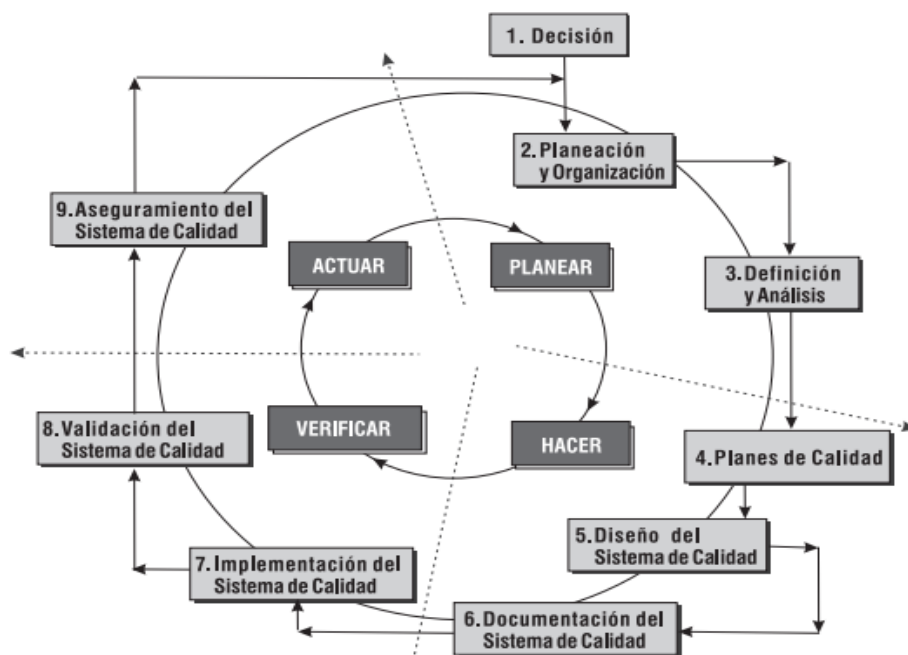 1. Decisión
2. Planeación
y Organización
3. Definición
y Análisis
4. Planes de Calidad
5. Diseño del
Sistema de Calidad
6. Documentación del
Sistema de Calidad
7. Implementación del
Sistema de Calidad
8. Validación del
Sistema de Calidad
9. Aseguramiento del
Sistema de Calidad
ACTUAR
PLANEAR
HACER
VERIFICAR